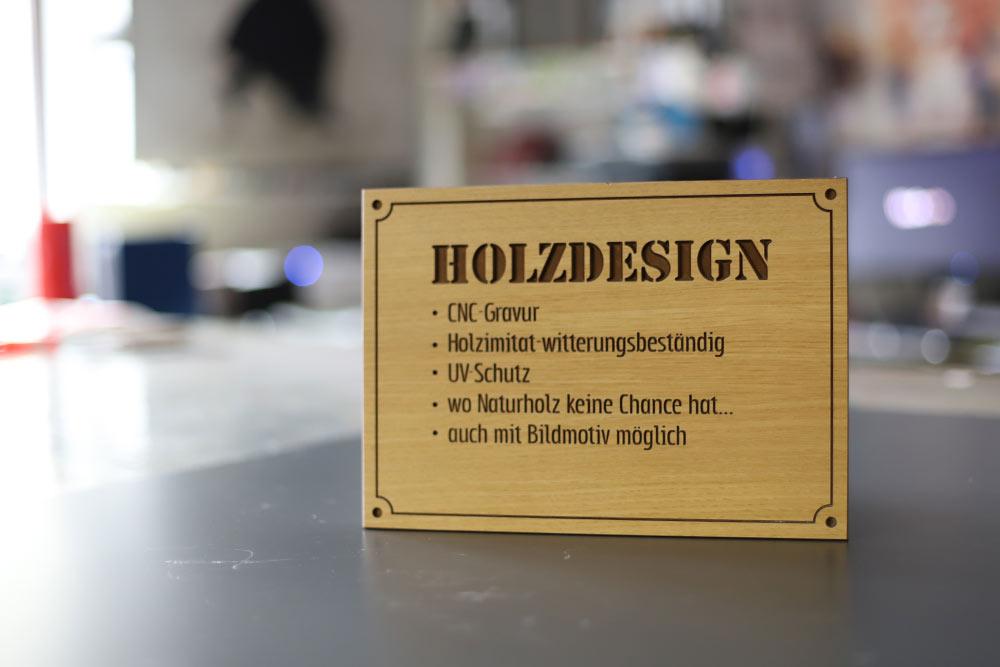 HOLZDESIGN
• CNC-Gravur
• Holzimitat-witterungsbeständig
• UV-Schutz
• wo Naturholz keine Chance hat...
• auch mit Bildmotiv möglich